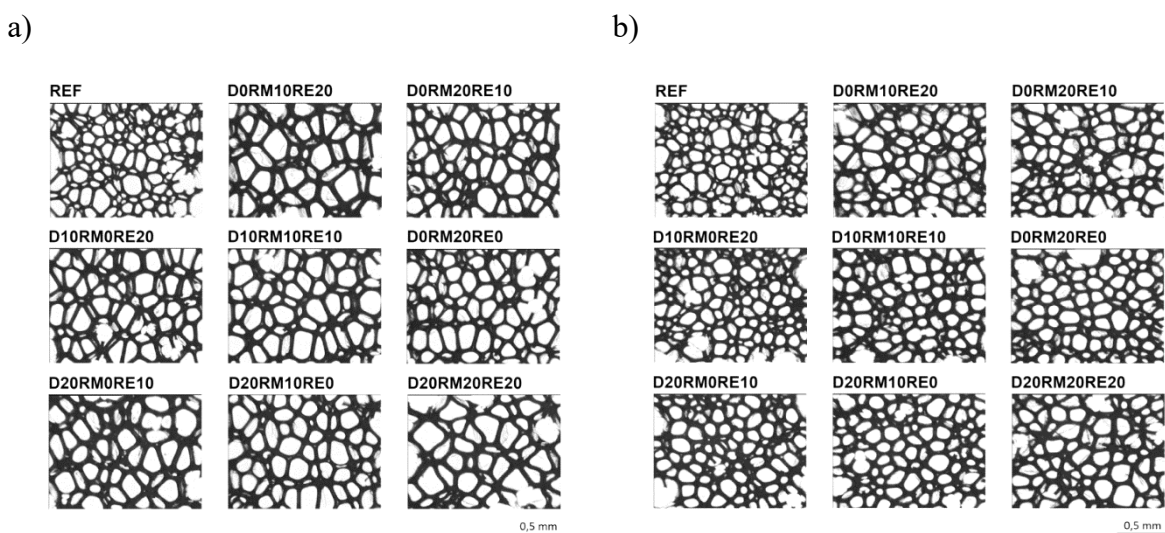 a)
REF D0RM10RE20 D0RM20RE10
D10RM0RE20 D10RM10RE10 D0RM20RE0
D20RM0RE10 D20RM10RE0 D20RM20RE20
0,5 mm
b)
REF D0RM10RE20 D0RM20RE10
D10RM0RE20 D10RM10RE10 D0RM20RE0
D20RM0RE10 D20RM10RE0 D20RM20RE20
0,5 mm